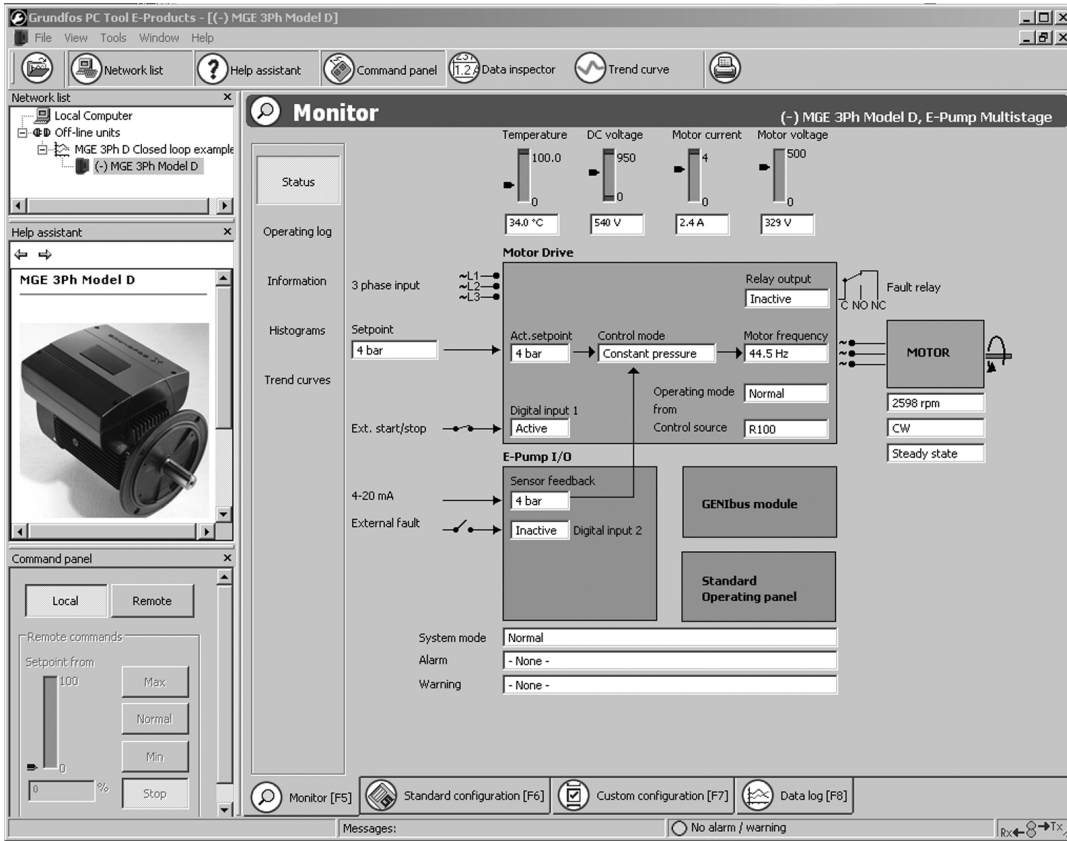 Grundfos PC Tool E-Products - [(-) MGE 3Ph Model D]
File View Tools Window Help
Network list
Help assistant
Command panel
Data inspector
Trend curve
Network list
Local Computer
Off-line units
MGE 3Ph D Closed loop example
(-) MGE 3Ph Model D
Help assistant
MGE 3Ph Model D
Command panel
Local
Remote
Remote commands
Setpoint from
100
0
0 %
Max
Normal
Min
Stop
Monitor
(-) MGE 3Ph Model D, E-Pump Multistage
Status
Operating log
Information
Histograms
Trend curves
Temperature DC voltage Motor current Motor voltage
100.0 950 4 500
0 0 0 0
34.0 °C 540 V 2.4 A 329 V
Motor Drive
3 phase input
~L1
~L2
~L3
Relay output
Inactive
C NO NC
Fault relay
Setpoint
4 bar
Act.setpoint
4 bar
Control mode
Constant pressure
Motor frequency
44.5 Hz
MOTOR
2598 rpm
CW
Steady state
Operating mode
Normal
from
Control source
R100
Digital input 1
Ext. start/stop
Active
E-Pump I/O
Sensor feedback
4-20 mA
4 bar
External fault
Inactive
Digital input 2
GENIbus module
Standard
Operating panel
System mode
Normal
Alarm
- None -
Warning
- None -
Monitor [F5]
Standard configuration [F6]
Custom configuration [F7]
Data log [F8]
Messages:
No alarm / warning
Rx Tx